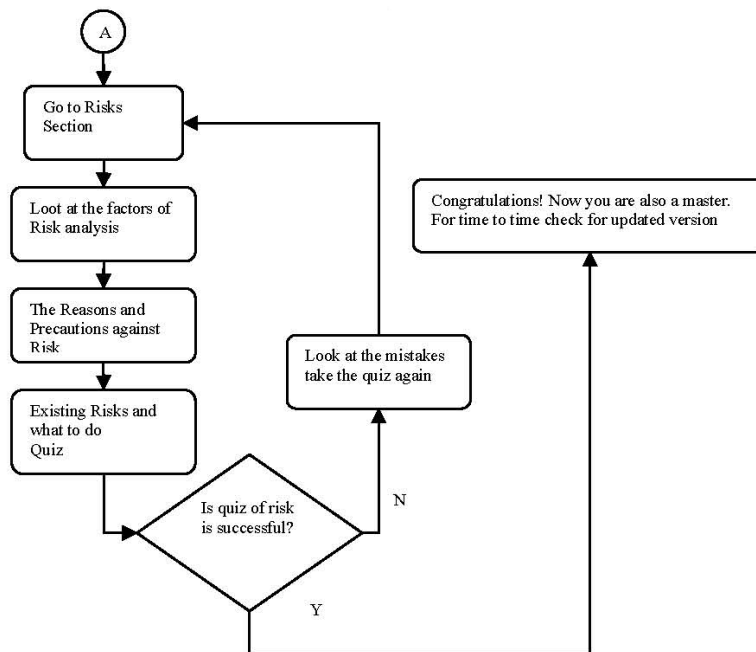 A
Go to Risks
Section
Loot at the factors of
Risk analysis
The Reasons and
Precautions against
Risk
Existing Risks and
what to do
Quiz
Is quiz of risk
is successful?
N
Y
Look at the mistakes
take the quiz again
Congratulations! Now you are also a master.
For time to time check for updated version